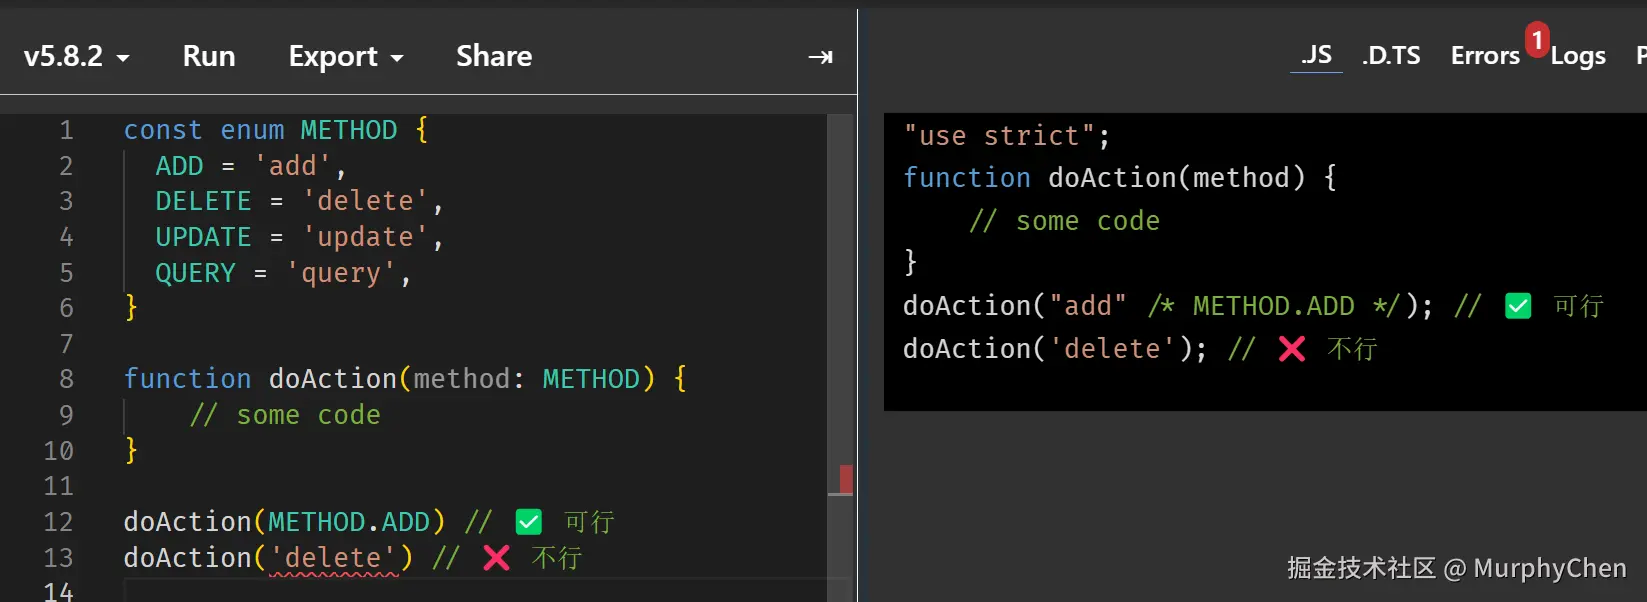 v5.8.2 Run Export Share
.JS .D.TS Errors 1 Logs P
1 const enum METHOD {
2 ADD = 'add',
3 DELETE = 'delete',
4 UPDATE = 'update',
5 QUERY = 'query',
6 }
7
8 function doAction(method: METHOD) {
9 // some code
10 }
11
12 doAction(METHOD.ADD) // ✅ 可行
13 doAction('delete') // ❌ 不行
14
"use strict";
function doAction(method) {
// some code
}
doAction("add" /* METHOD.ADD */); // ✅ 可行
doAction('delete'); // ❌ 不行
掘金技术社区 @ MurphyChen